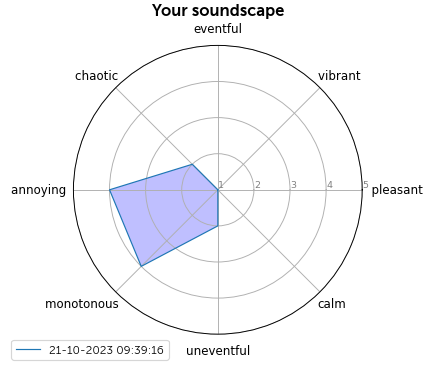 Your soundscape
eventful
chaotic
vibrant
annoying
1 2 3 4 5
pleasant
monotonous
calm
uneventful
21-10-2023 09:39:16